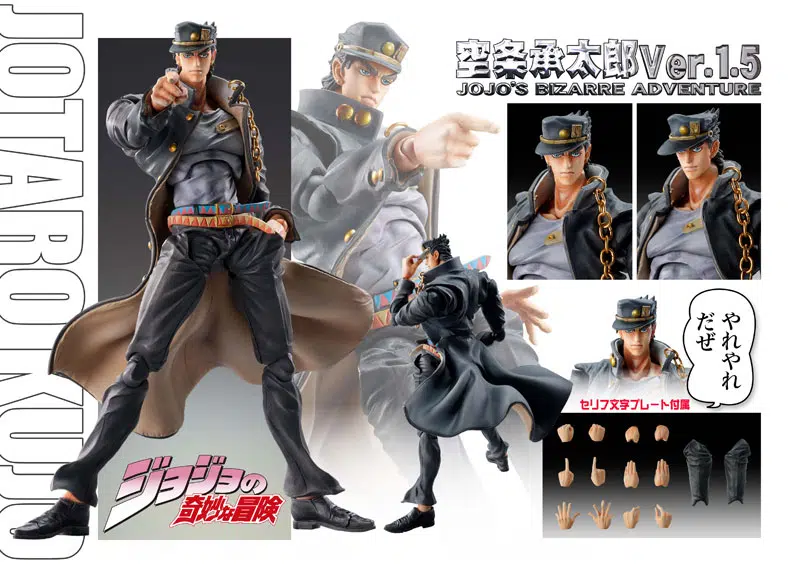 JOTARO KUJO
空条承太郎Ver.1.5
JOJO'S BIZARRE ADVENTURE
やれやれ
だぜ
セリフ文字プレート付属
ジョジョの
奇妙な冒険